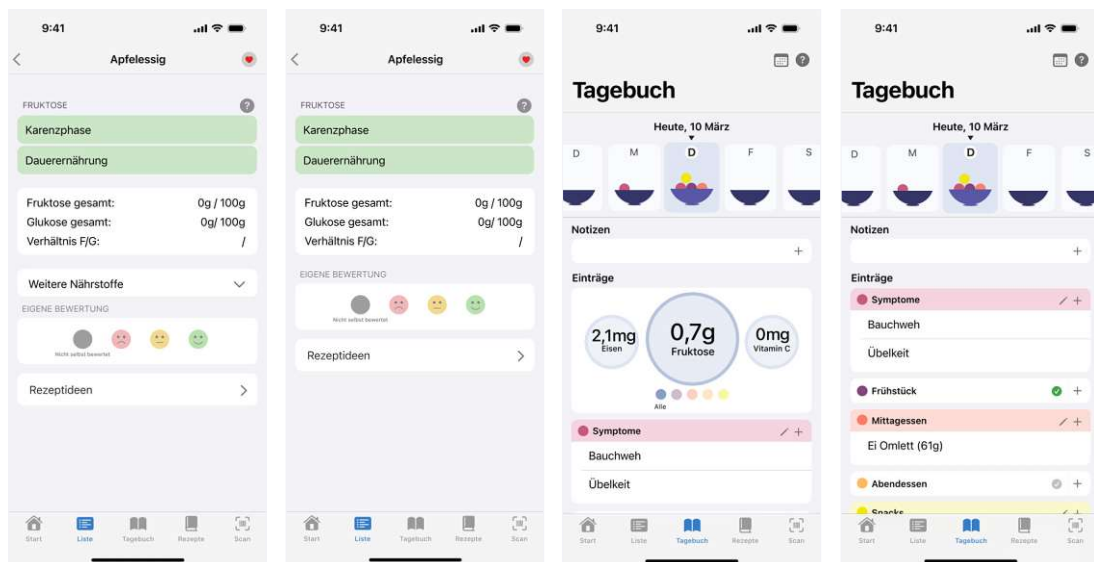 9:41
Apfelessig
FRUKTOSE
?
Karenzphase
Dauerernährung
Fruktose gesamt: 0g / 100g
Glukose gesamt: 0g/ 100g
Verhältnis F/G: /
Weitere Nährstoffe
EIGENE BEWERTUNG
Nicht selbst bewertet
Rezeptideen
Start Liste Tagebuch Rezepte Scan
9:41
Apfelessig
FRUKTOSE
?
Karenzphase
Dauerernährung
Fruktose gesamt: 0g / 100g
Glukose gesamt: 0g/ 100g
Verhältnis F/G: /
EIGENE BEWERTUNG
Nicht selbst bewertet
Rezeptideen
Start Liste Tagebuch Rezepte Scan
9:41
?
Tagebuch
Heute, 10 März
D M D F S
Notizen
+
Einträge
2,1mg
Eisen
0,7g
Fruktose
0mg
Vitamin C
Alle
Symptome +
Bauchweh
Übelkeit
Start Liste Tagebuch Rezepte Scan
9:41
?
Tagebuch
Heute, 10 März
D M D F S
Notizen
+
Einträge
Symptome +
Bauchweh
Übelkeit
Frühstück +
Mittagessen +
Ei Omlett (61g)
Abendessen +
Snacks +
Start Liste Tagebuch Rezepte Scan